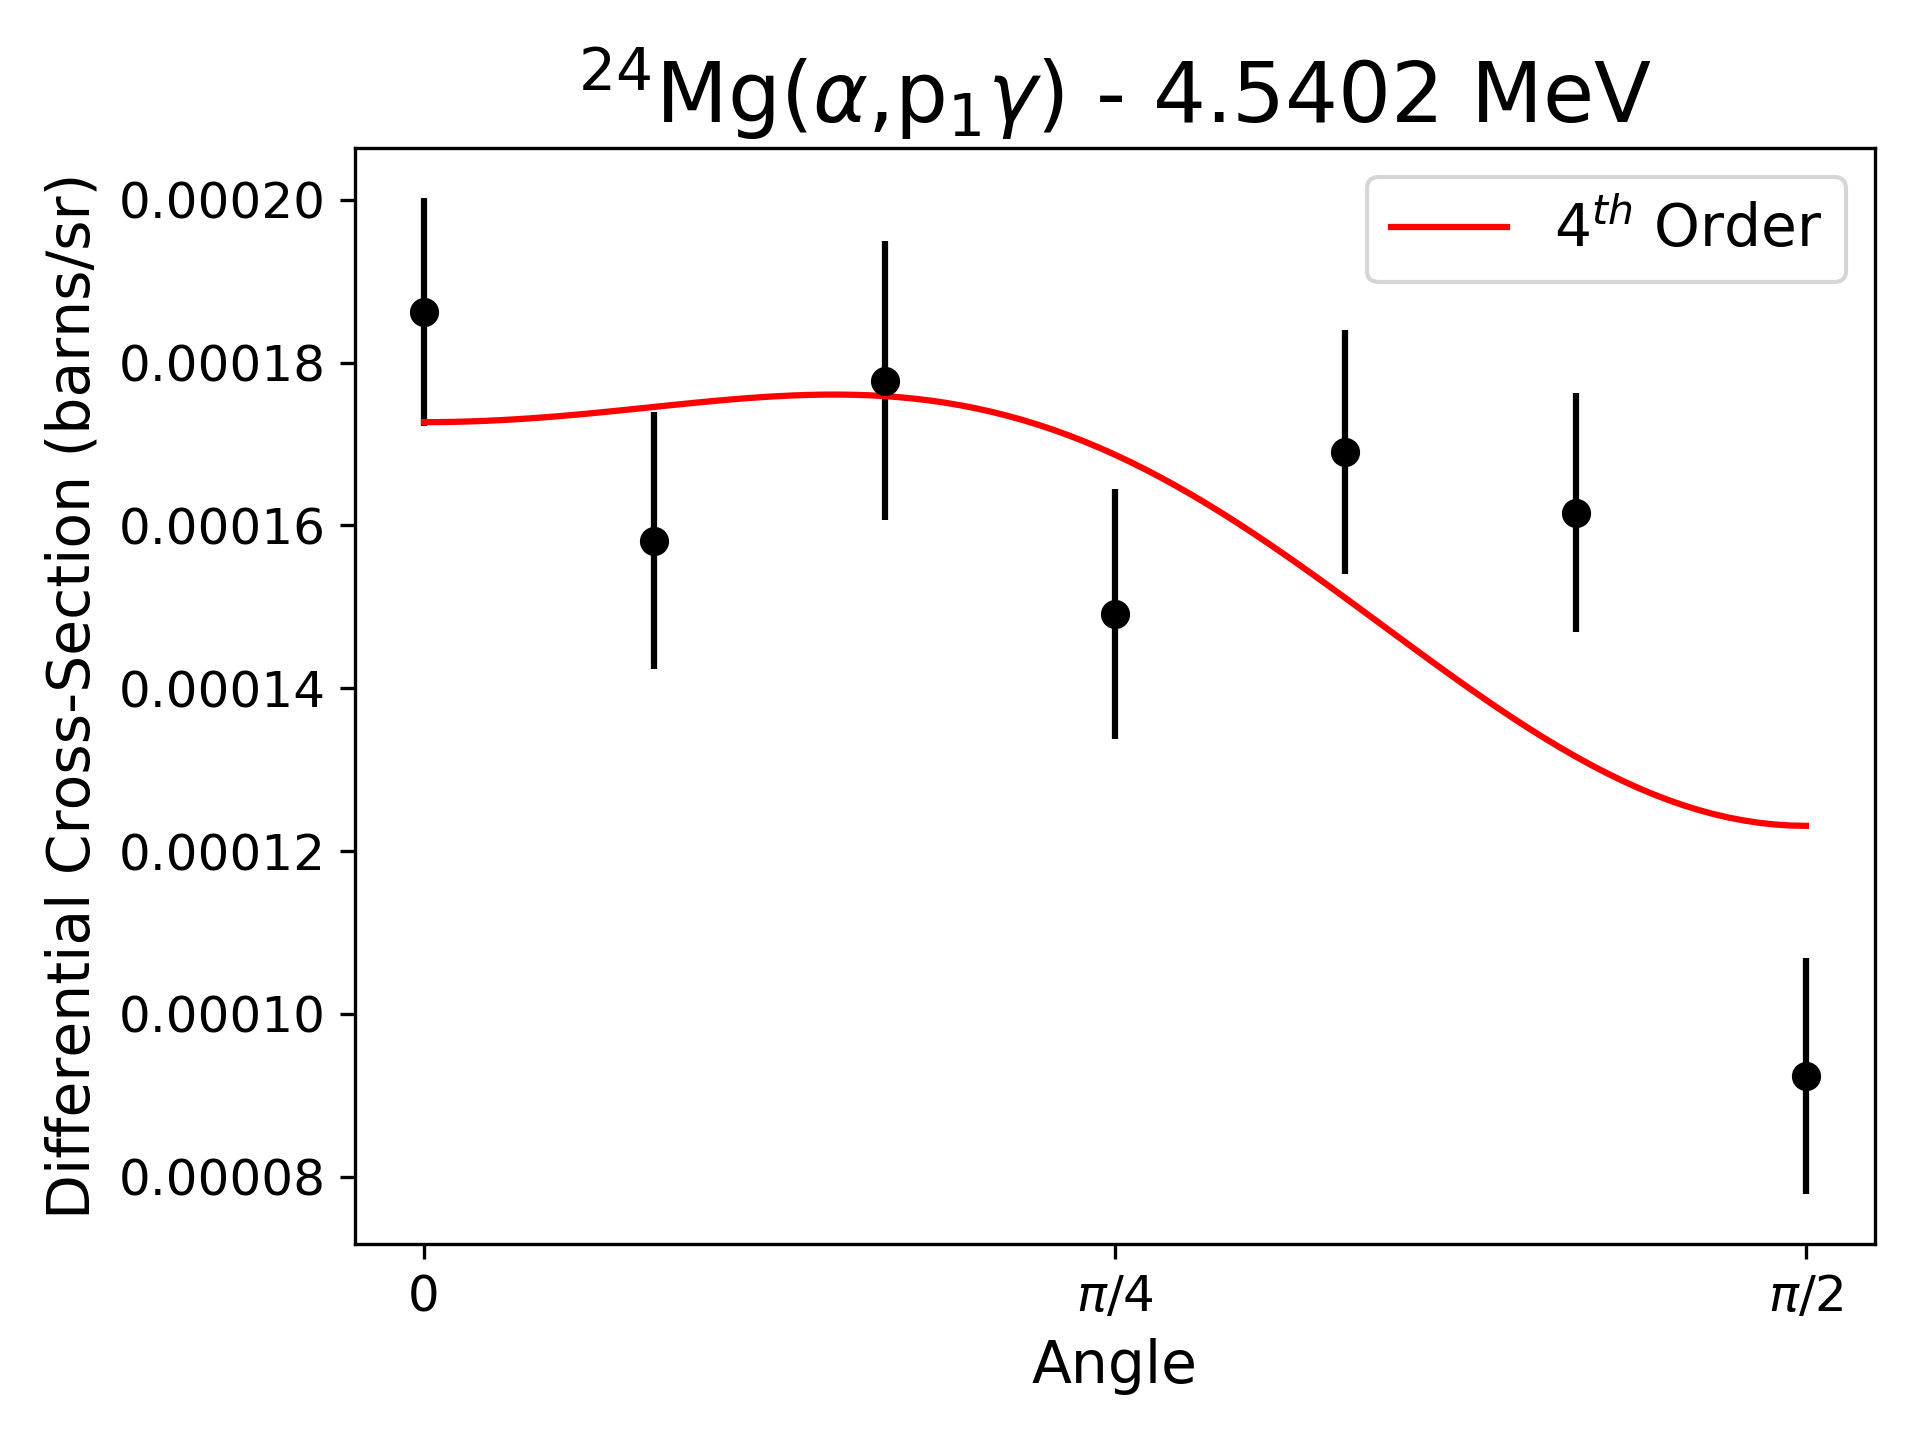 ²⁴Mg(α,p₁γ) - 4.5402 MeV
4ᵗʰ Order
Differential Cross-Section (barns/sr)
0.00020
0.00018
0.00016
0.00014
0.00012
0.00010
0.00008
0 π/4 π/2
Angle